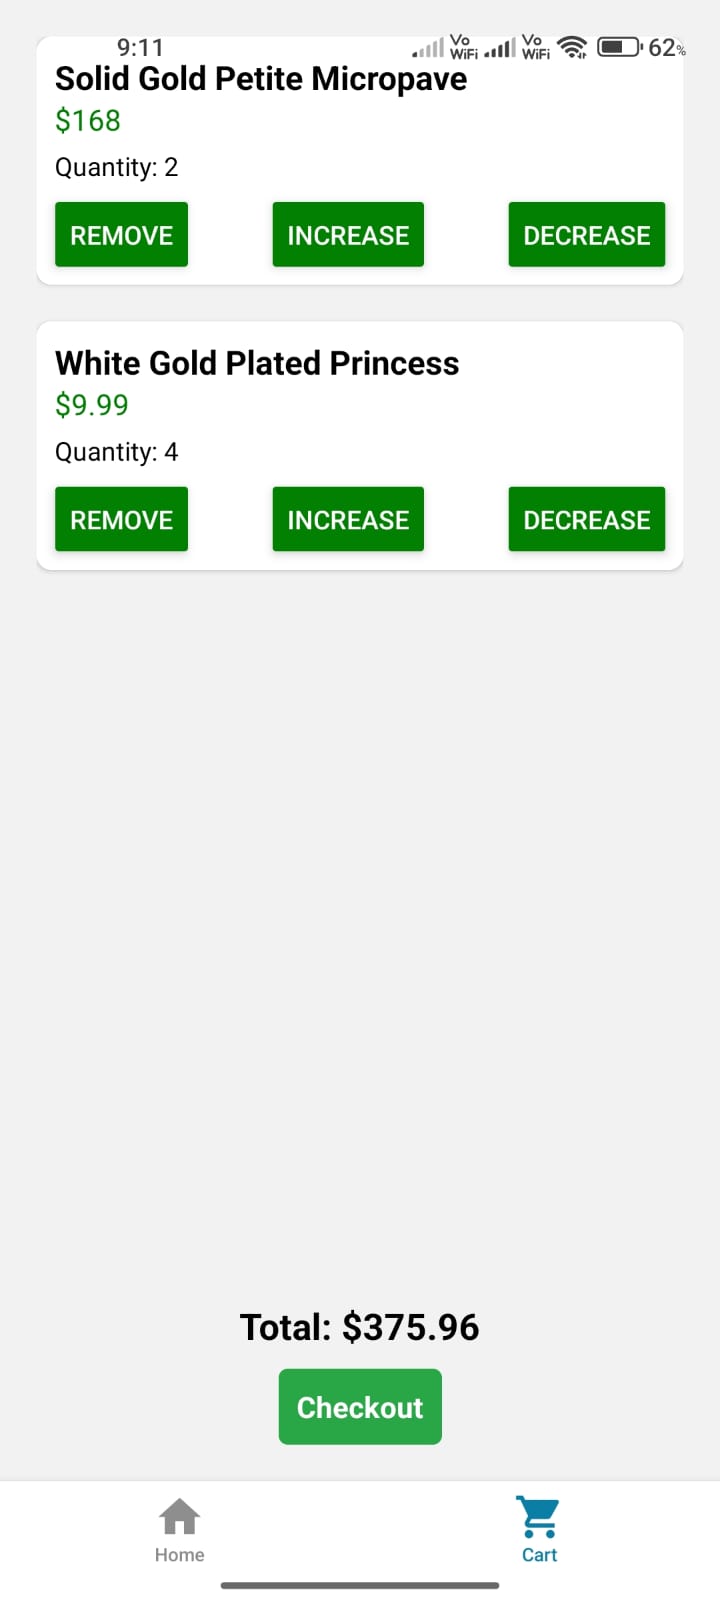 9:11 Vo WiFi Vo WiFi 62%
Solid Gold Petite Micropave
$168
Quantity: 2
REMOVE INCREASE DECREASE
White Gold Plated Princess
$9.99
Quantity: 4
REMOVE INCREASE DECREASE
Total: $375.96
Checkout
Home Cart